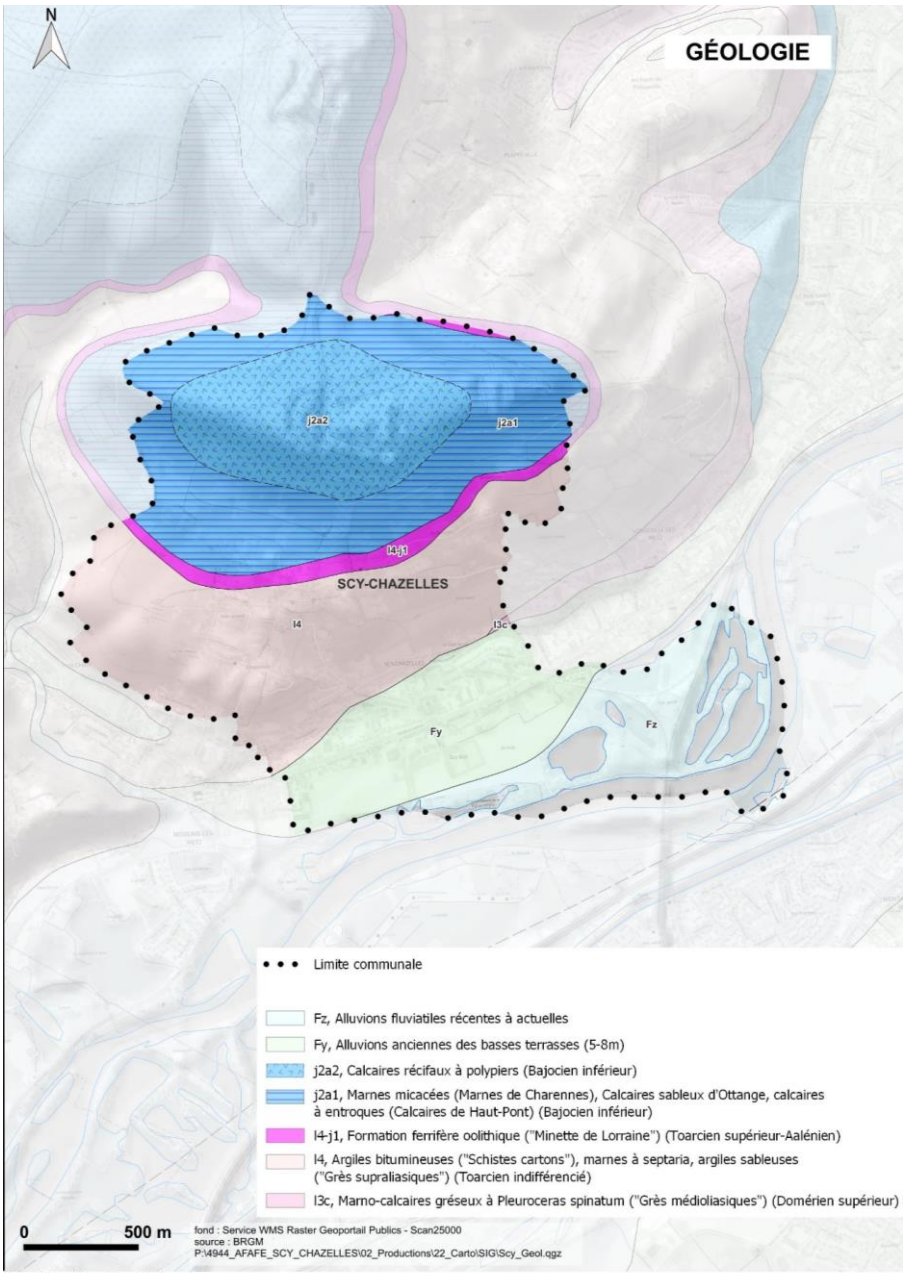 N
GÉOLOGIE
j2a2
j2a1
l4-j1
SCY-CHAZELLES
l4
l3c
Fy
Fz
Limite communale
Fz, Alluvions fluviatiles récentes à actuelles
Fy, Alluvions anciennes des basses terrasses (5-8m)
j2a2, Calcaires récifaux à polypiers (Bajocien inférieur)
j2a1, Marnes micacées (Marnes de Charennes), Calcaires sableux d'Ottange, calcaires
à entroques (Calcaires de Haut-Pont) (Bajocien inférieur)
l4-j1, Formation ferrifère oolithique ("Minette de Lorraine") (Toarcien supérieur-Aalénien)
l4, Argiles bitumineuses ("Schistes cartons"), marnes à septaria, argiles sableuses
("Grès supraliasiques") (Toarcien indifférencié)
l3c, Marno-calcaires gréseux à Pleuroceras spinatum ("Grès médioliasiques") (Domérien supérieur)
0 500 m
fond : Service WMS Raster Geoportail Publics - Scan25000
source : BRGM
P:\4944_AFAFE_SCY_CHAZELLES\02_Productions\22_Carto\SIG\Scy_Geol.qgz